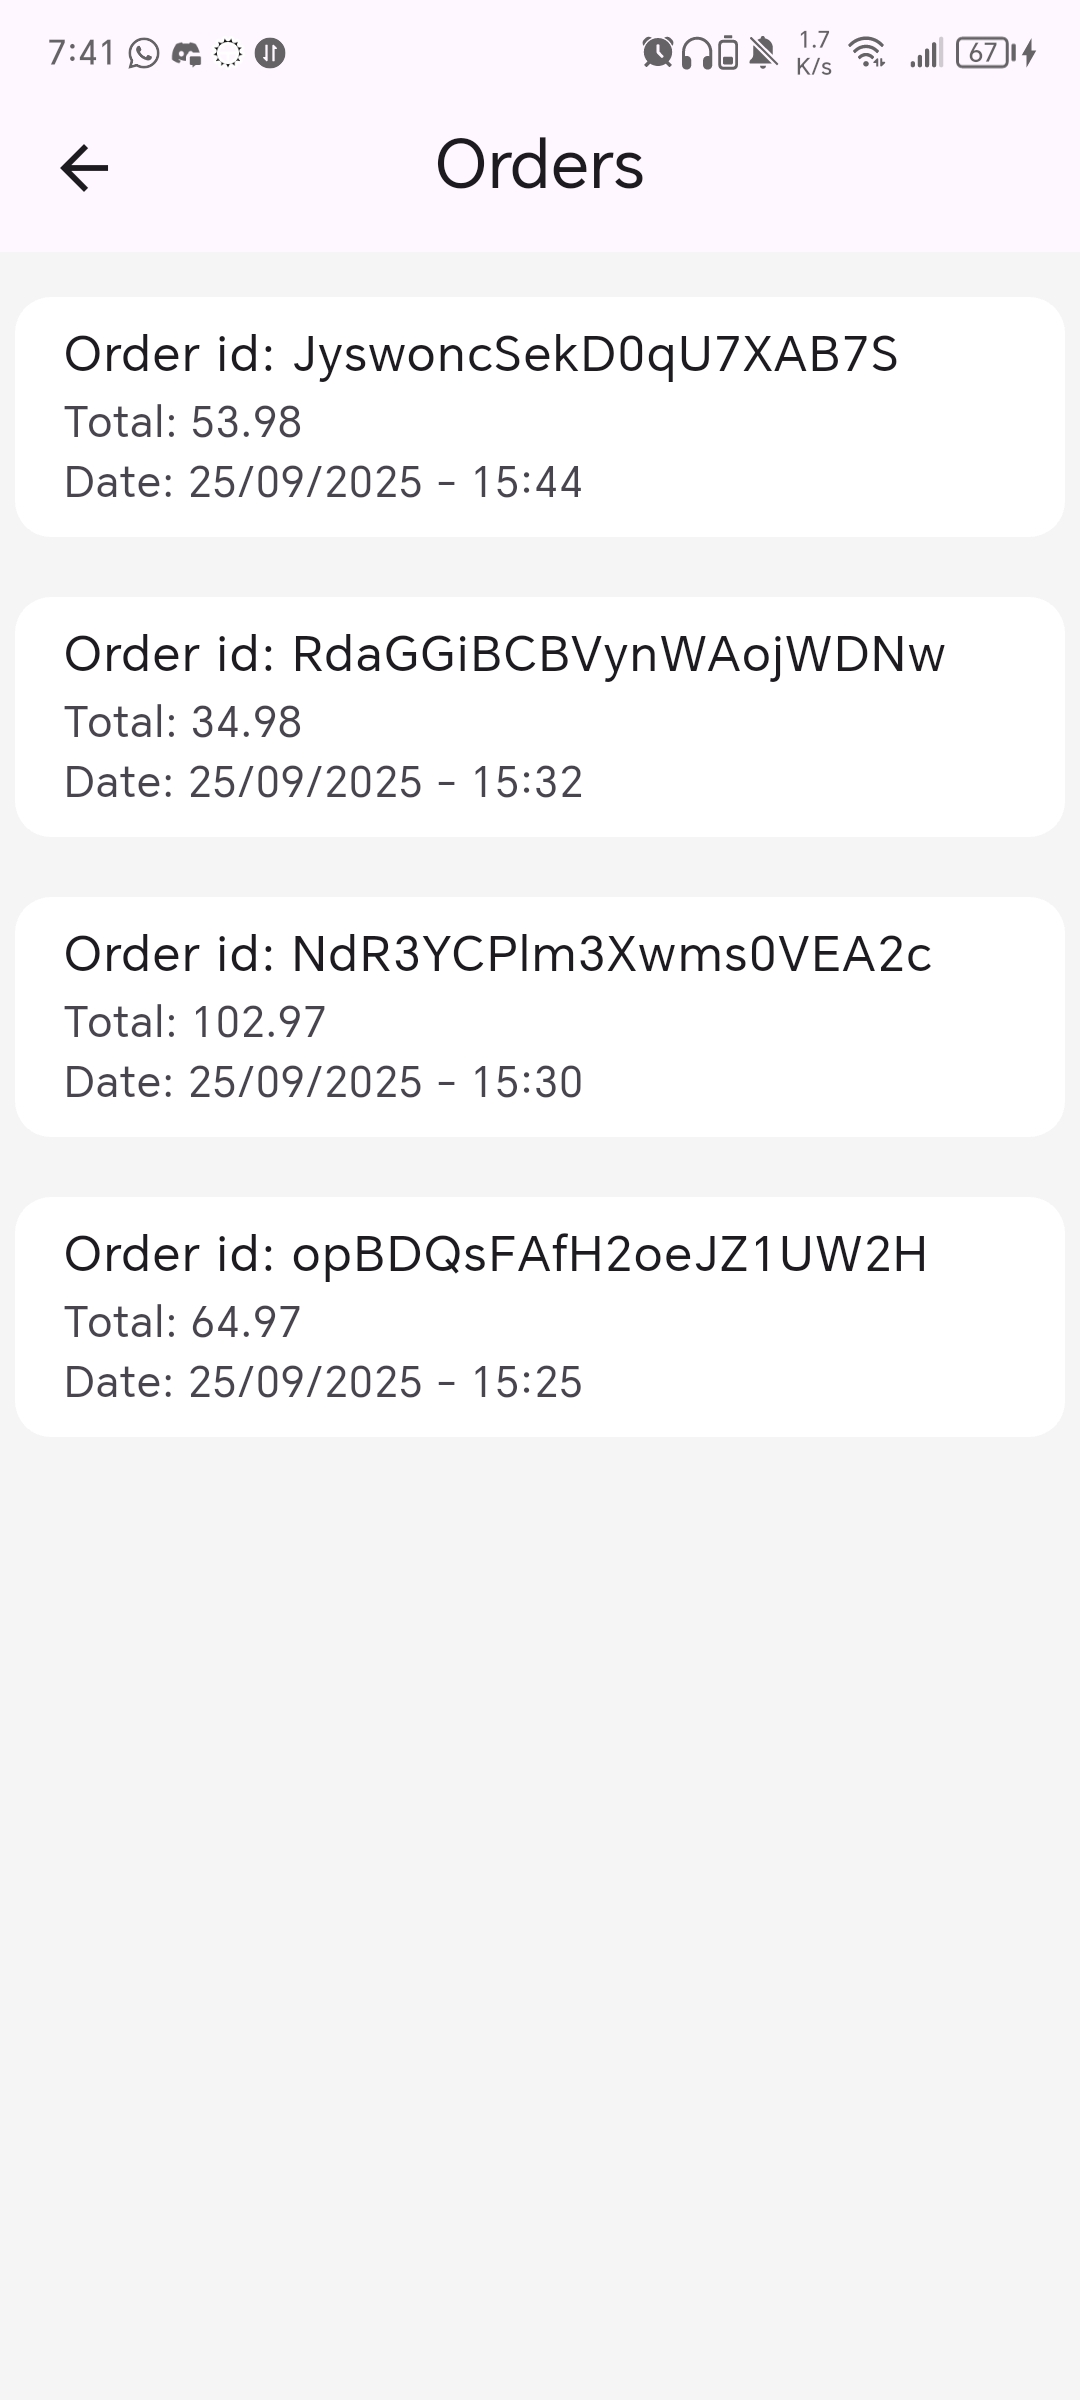 7:41
1.7
K/s
67
Orders
Order id: JyswoncSekD0qU7XAB7S
Total: 53.98
Date: 25/09/2025 - 15:44
Order id: RdaGGiBCBVynWAojWDNw
Total: 34.98
Date: 25/09/2025 - 15:32
Order id: NdR3YCPlm3Xwms0VEA2c
Total: 102.97
Date: 25/09/2025 - 15:30
Order id: opBDQsFAfH2oeJZ1UW2H
Total: 64.97
Date: 25/09/2025 - 15:25